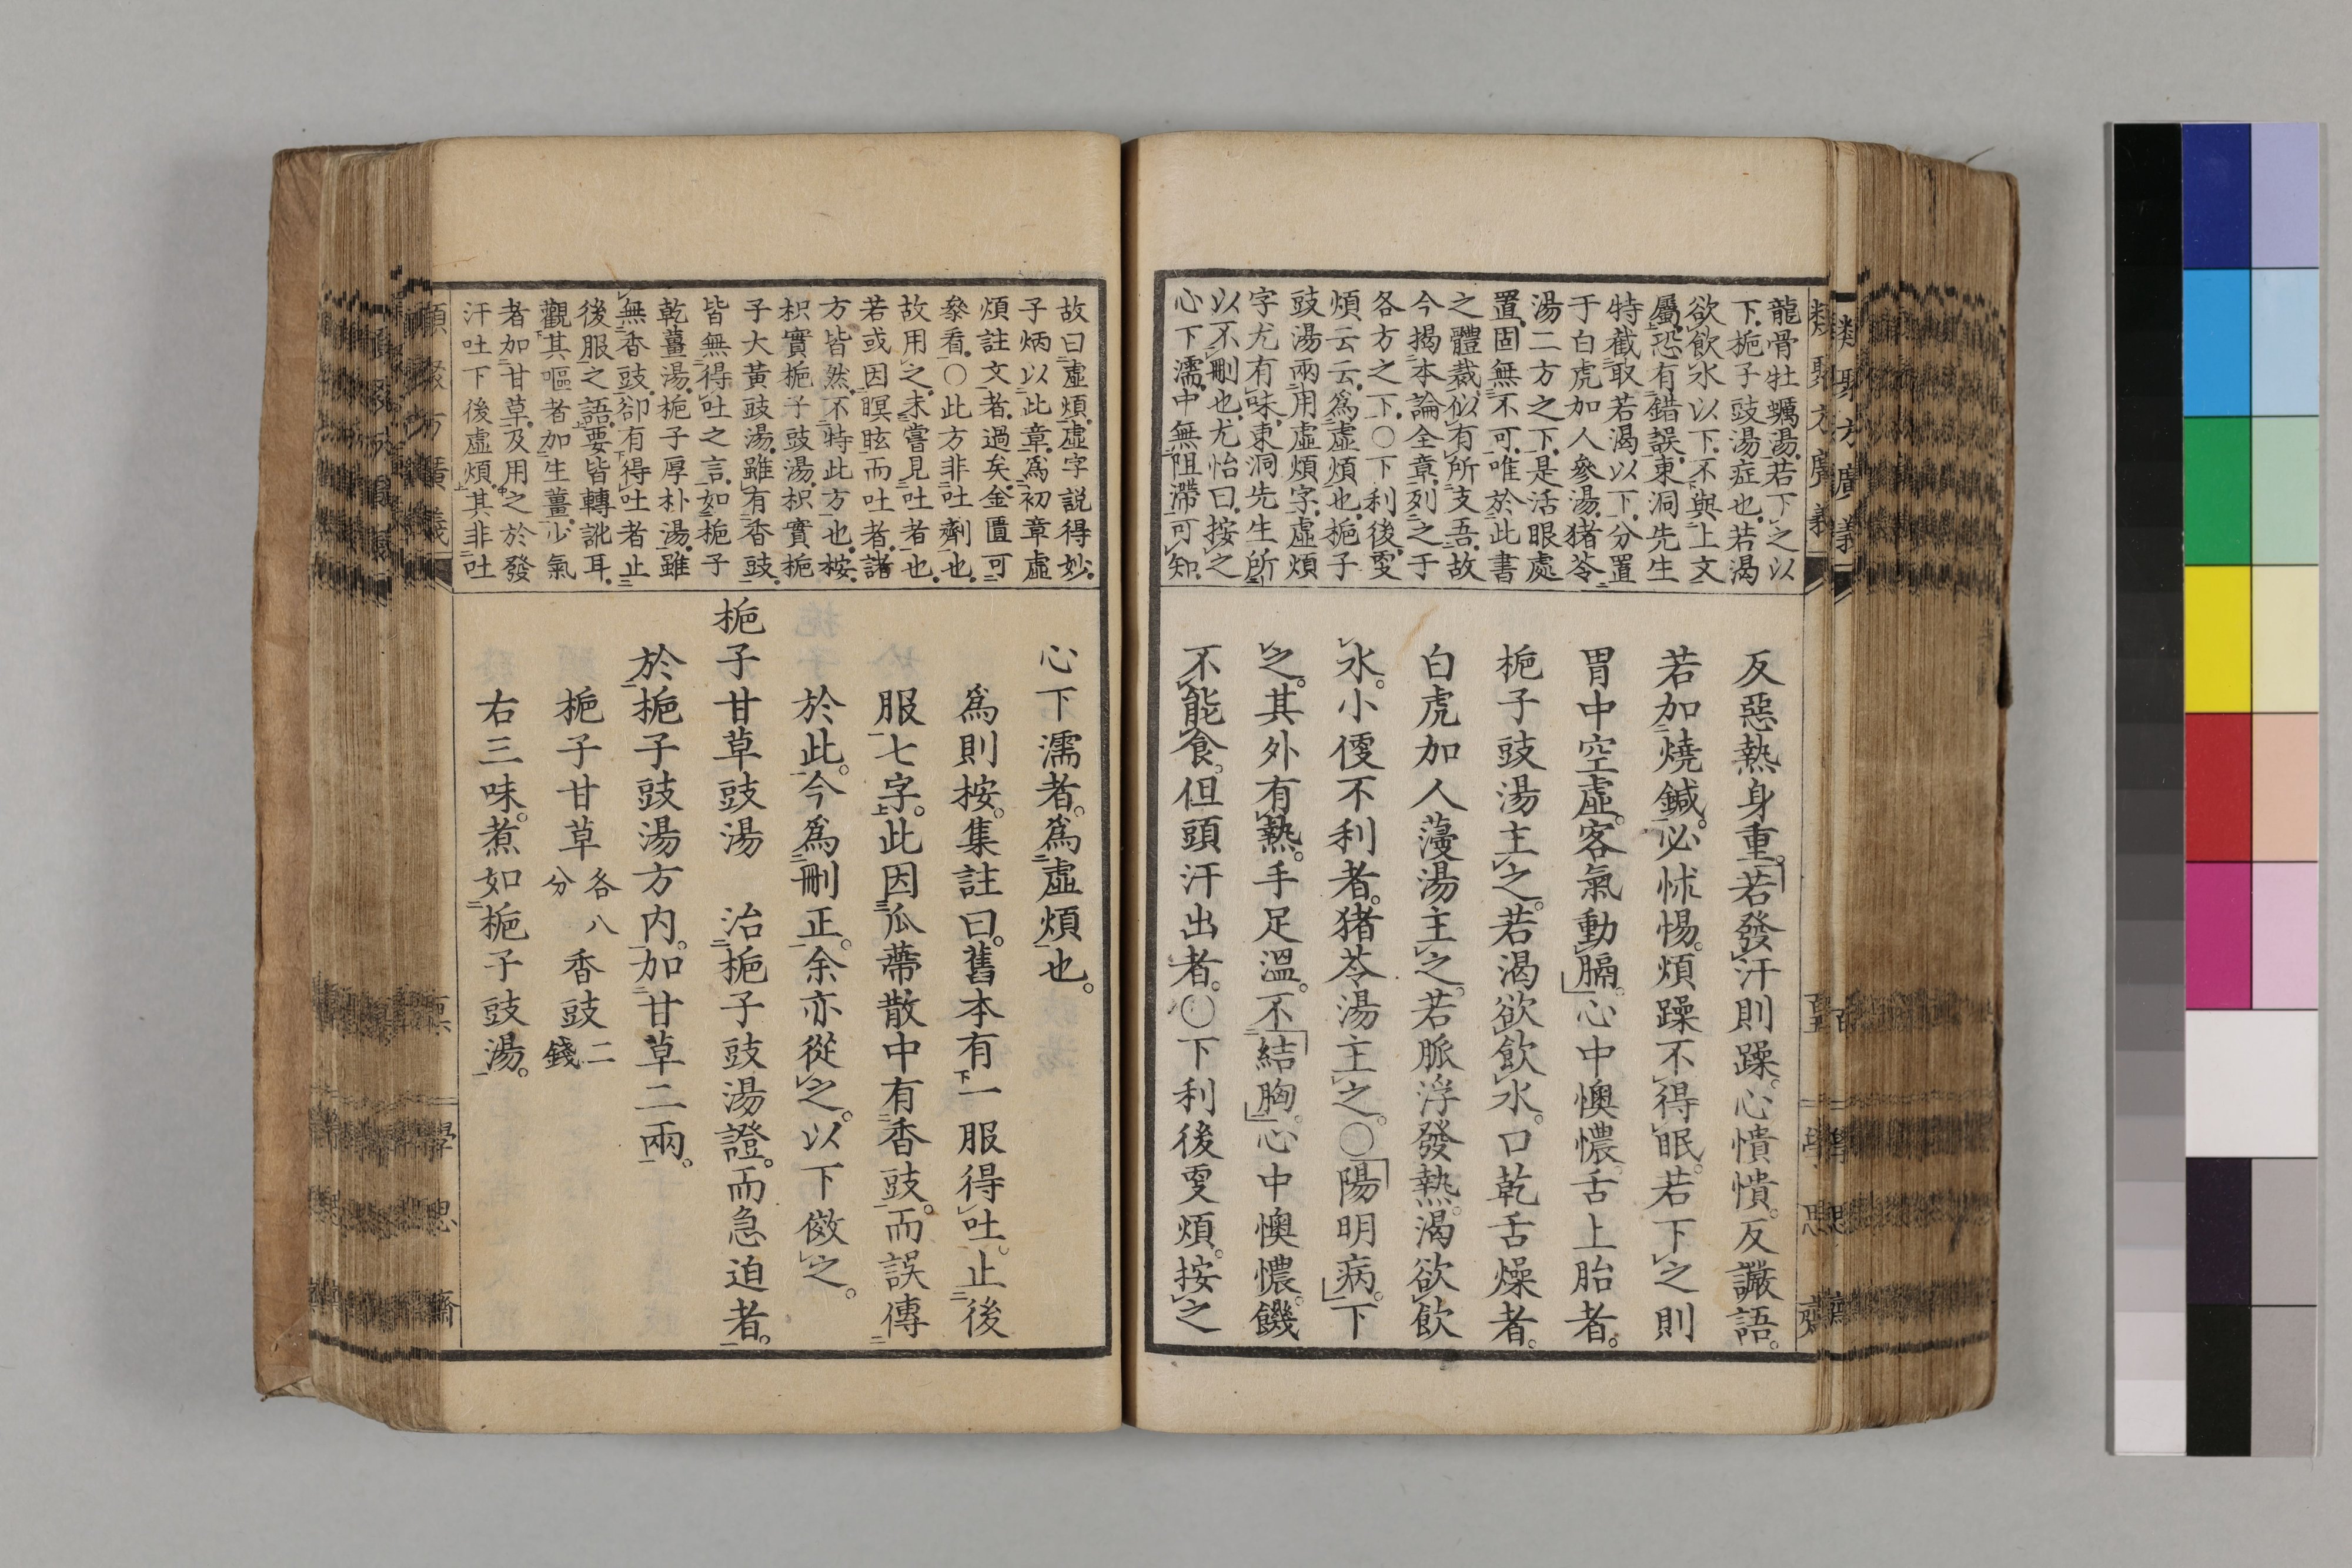 類聚方廣義
龍骨牡蠣湯若下之以
下梔子豉湯症也若渴
欲飲水以下不與上文
屬恐有錯誤東洞先生
特截取若渴以下分置
于白虎加人參湯猪苓
湯二方之下是活眼處
置固無不可唯於此書
之體裁似有所支吾故
今揭本論全章列之于
各方之下○下利後更
煩云云爲虛煩也梔子
豉湯兩用虛煩字虛煩
字尤有味東洞先生所
以不刪也尤怡曰按之
心下濡中無阻滯可知
反惡熱身重若發汗則躁心憒憒反讝語
若加燒鍼必怵惕煩躁不得眠若下之則
胃中空虛客氣動膈心中懊憹舌上胎者
梔子豉湯主之若渴欲飲水口乾舌燥者
白虎加人薓湯主之若脈浮發熱渴欲飲
水小便不利者猪苓湯主之○陽明病下
之其外有熱手足溫不結胸心中懊憹饑
不能食但頭汗出者○下利後更煩按之
故曰虛煩虛字說得妙
子炳以此章爲初章虛
煩註文者過矣金匱可
參看○此方非吐劑也
故用之未嘗見吐者也
若或因瞑眩而吐者諸
方皆然不特此方也桉
枳實梔子豉湯枳實梔
子大黃豉湯雖有香豉
皆無得吐之言如梔子
乾薑湯梔子厚朴湯雖
無香豉卻有得吐者止
後服之語要皆轉訛耳
觀其嘔者加生薑少氣
者加甘草及用之於發
汗吐下後虛煩其非吐
心下濡者爲虛煩也
爲則按集註曰舊本有一服得吐止後
服七字此因瓜蔕散中有香豉而誤傳
於此今爲刪正余亦從之以下傚之
梔子甘草豉湯 治梔子豉湯證而急迫者
於梔子豉湯方內加甘草二兩
梔子甘草各八分 香豉二錢
右三味煮如梔子豉湯